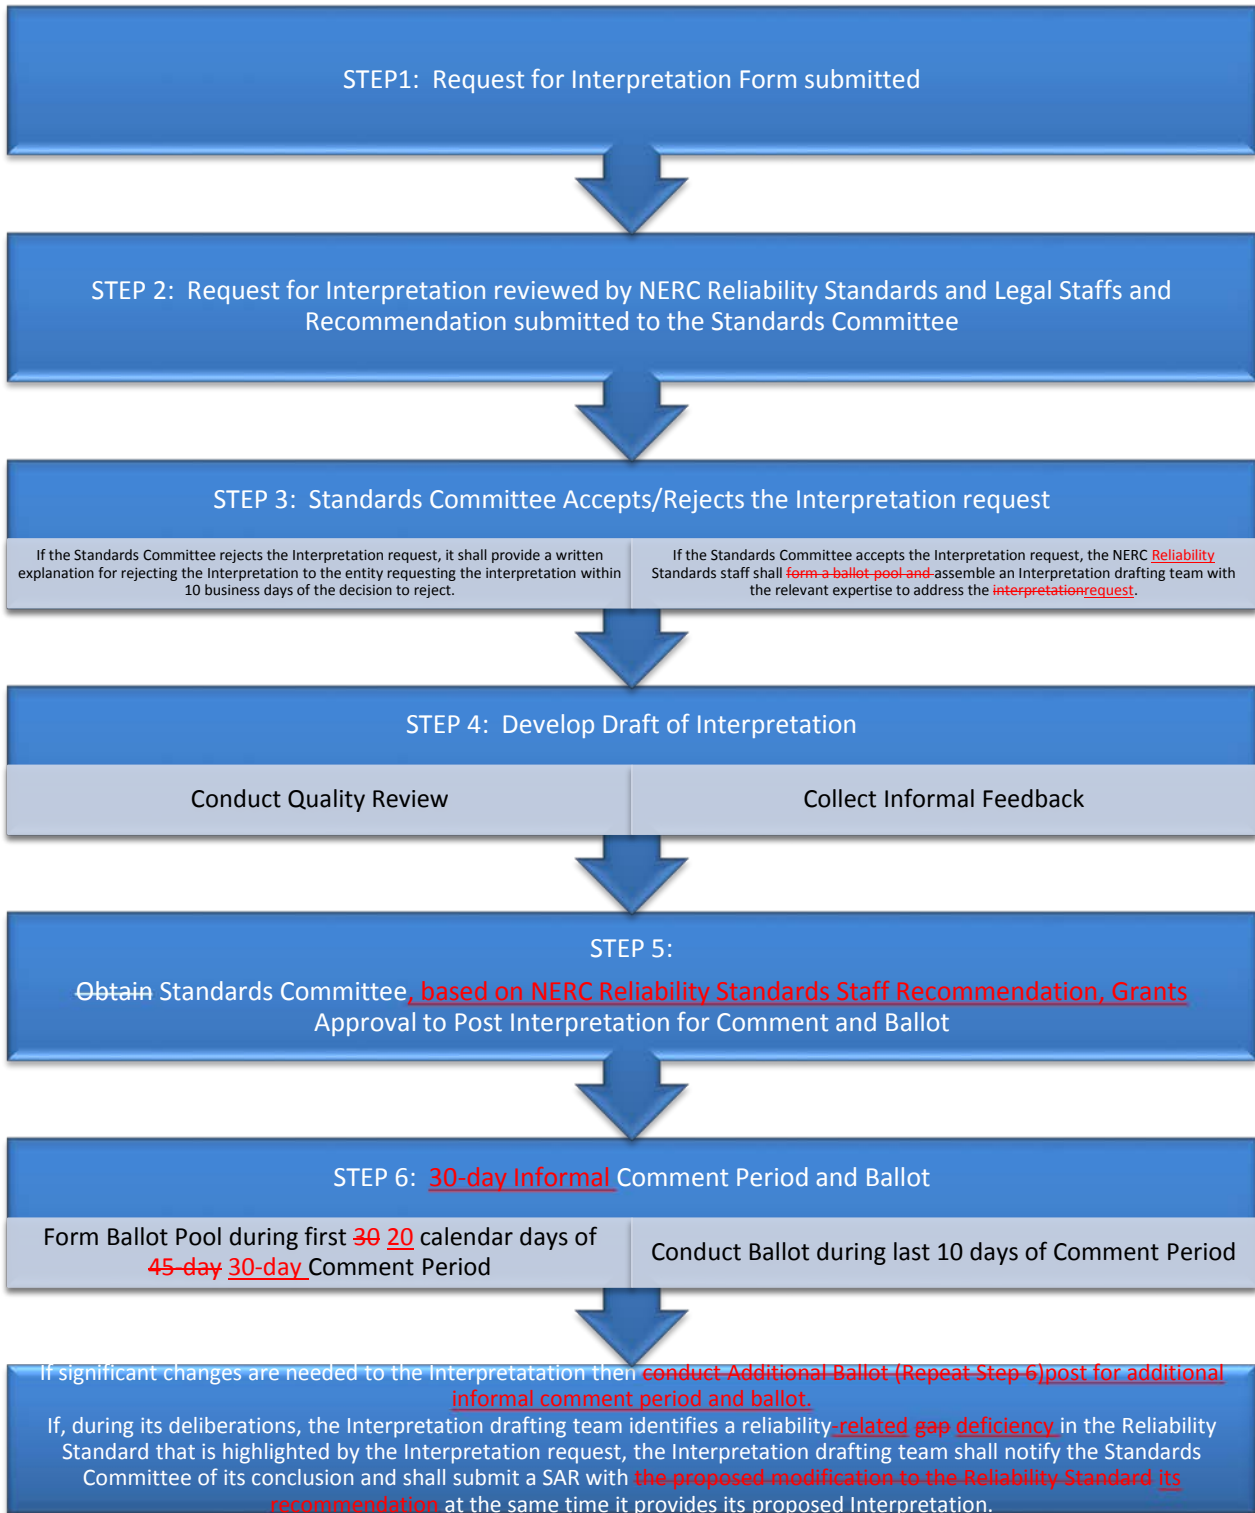 STEP1:  Request for Interpretation Form submitted
STEP 2:  Request for Interpretation reviewed by NERC Reliability Standards and Legal Staffs and
Recommendation submitted to the Standards Committee
STEP 3:  Standards Committee Accepts/Rejects the Interpretation request
If the Standards Committee rejects the Interpretation request, it shall provide a written
explanation for rejecting the Interpretation to the entity requesting the interpretation within
10 business days of the decision to reject.
If the Standards Committee accepts the Interpretation request, the NERC Reliability
Standards staff shall form a ballot pool and assemble an Interpretation drafting team with
the relevant expertise to address the interpretationrequest.
STEP 4:  Develop Draft of Interpretation
Conduct Quality Review
Collect Informal Feedback
STEP 5:
Obtain Standards Committee, based on NERC Reliability Standards Staff Recommendation, Grants
Approval to Post Interpretation for Comment and Ballot
STEP 6:  30-day Informal Comment Period and Ballot
Form Ballot Pool during first 30 20 calendar days of
45-day 30-day Comment Period
Conduct Ballot during last 10 days of Comment Period
If significant changes are needed to the Interpretatation then conduct Additional Ballot (Repeat Step 6)post for additional
informal comment period and ballot.
If, during its deliberations, the Interpretation drafting team identifies a reliability-related gap deficiency in the Reliability
Standard that is highlighted by the Interpretation request, the Interpretation drafting team shall notify the Standards
Committee of its conclusion and shall submit a SAR with the proposed modification to the Reliability Standard its
recommendation at the same time it provides its proposed Interpretation.